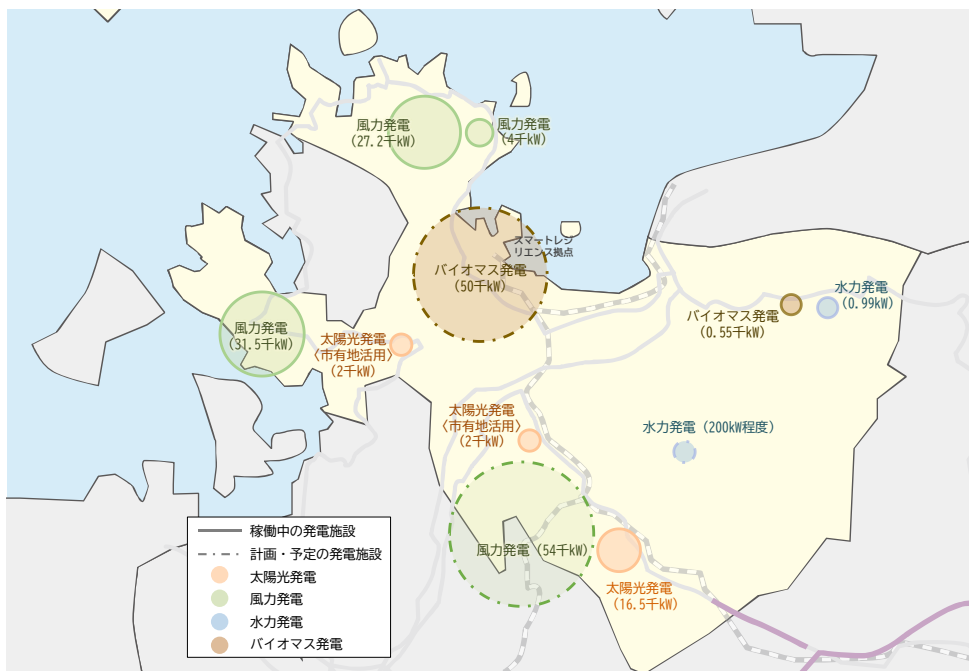 風力発電
(27.2千kW)
風力発電
(4千kW)
スマートレジ
リエンス拠点
バイオマス発電
(50千kW)
水力発電
(0.99kW)
バイオマス発電
(0.55千kW)
風力発電
(31.5千kW)
太陽光発電
〈市有地活用〉
(2千kW)
太陽光発電
〈市有地活用〉
(2千kW)
水力発電 (200kW程度)
風力発電 (54千kW)
太陽光発電
(16.5千kW)
稼働中の発電施設
計画・予定の発電施設
太陽光発電
風力発電
水力発電
バイオマス発電